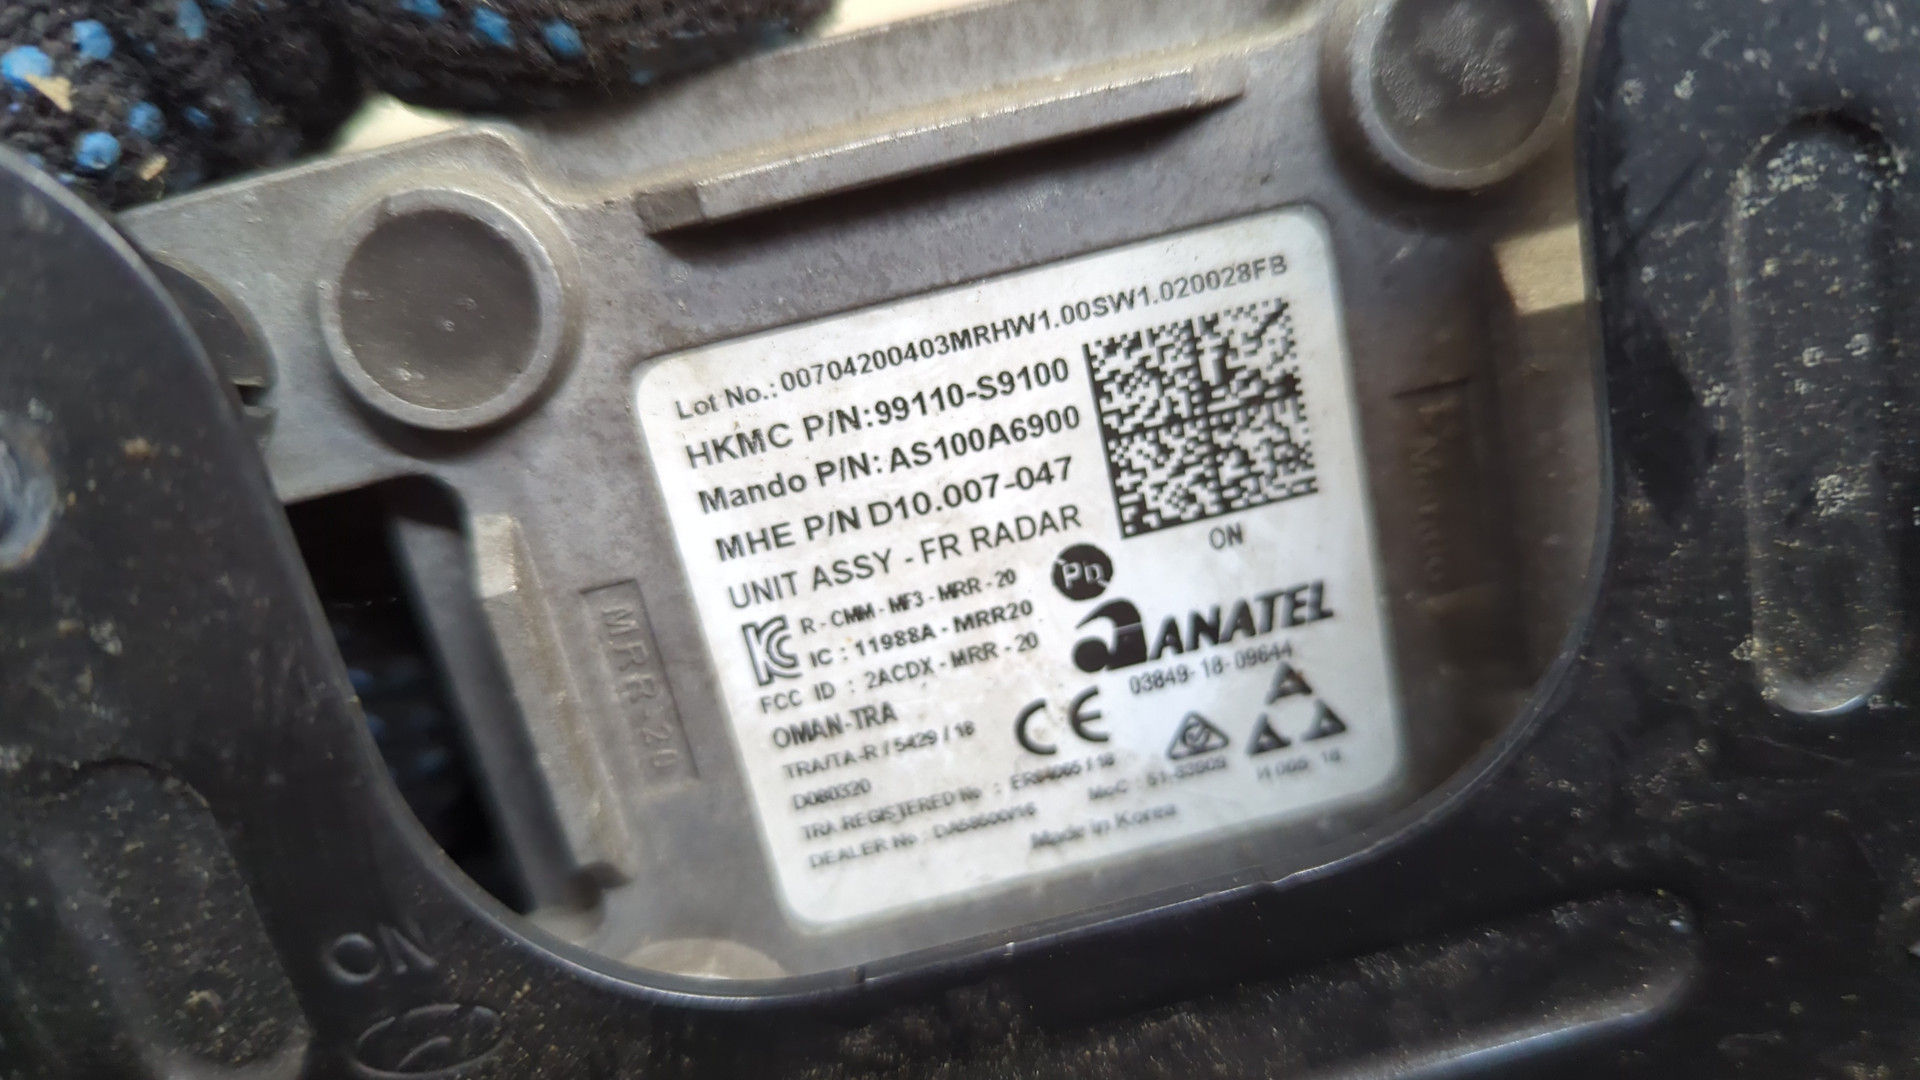 Lot No.: 00704200403MRHW1.00SW1.020028FB
HKMC P/N:99110-S9100
Mando P/N:AS100A6900
MHE P/N D10.007-047
UNIT ASSY - FR RADAR
ON
R - CMM - MF3 - MRR - 20
IC : 11988A - MRR20
FCC ID : 2ACDX - MRR - 20
ANATEL
03849-18-09644
OMAN-TRA
TRA/TA-R / 5429 / 18
D080320
CE
TRA REGISTERED No :
DEALER No :
Made in Korea
MRR-20
ON